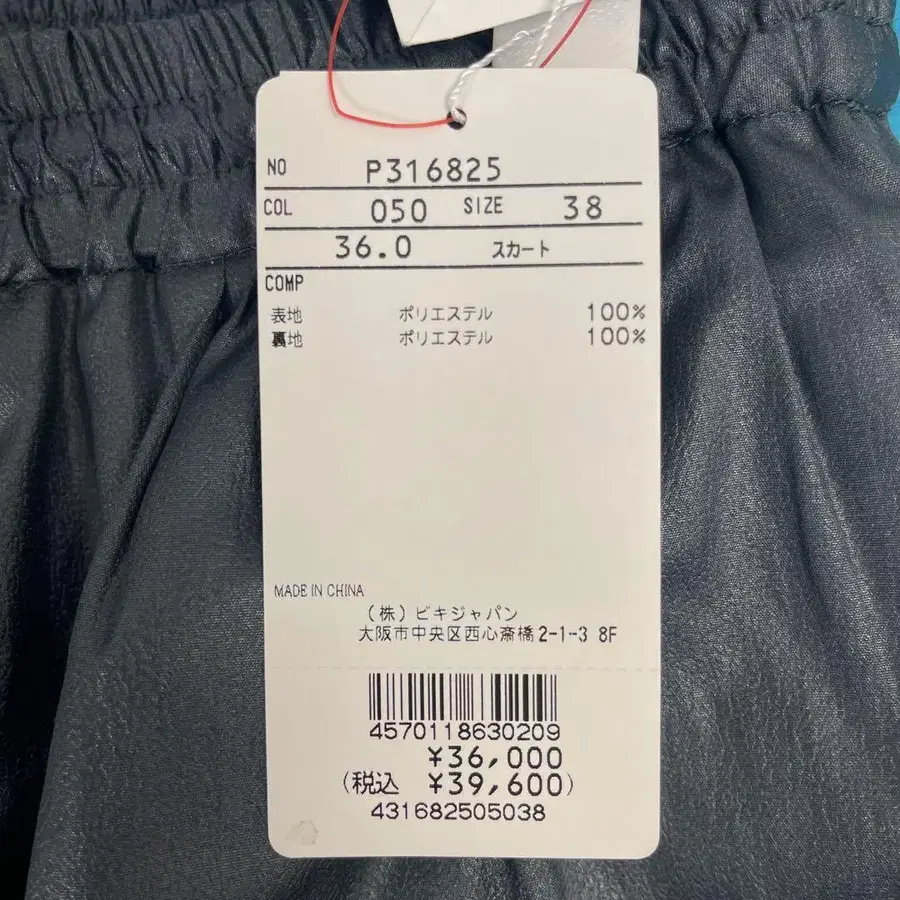 NO P316825
COL 050 SIZE 38
36.0 スカート
COMP
表地 ポリエステル 100%
裏地 ポリエステル 100%
MADE IN CHINA
(株)ビキジャパン
大阪市中央区西心斎橋2-1-3 8F
4570118630209
¥36,000
(税込 ¥39,600)
431682505038